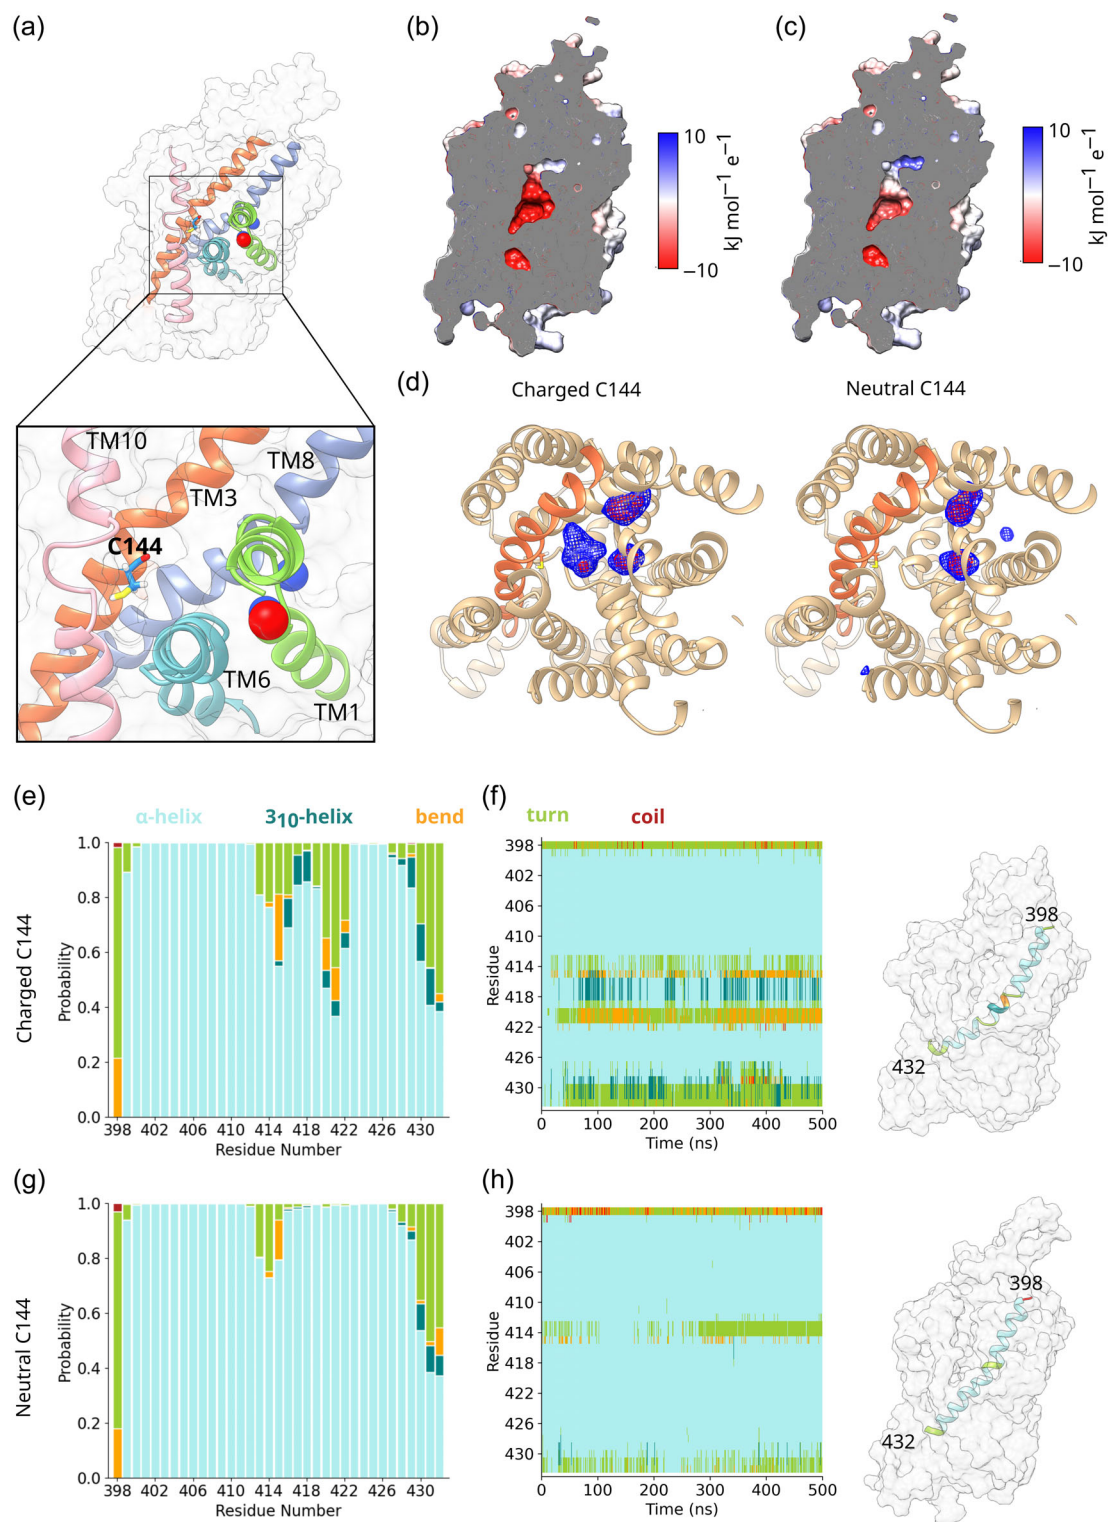 (a)
(b)
(c)
10
−10
kJ mol⁻¹ e⁻¹
10
−10
kJ mol⁻¹ e⁻¹
TM10
TM3
TM8
C144
TM6
TM1
(d)
Charged C144
Neutral C144
(e)
α-helix
3₁₀-helix
bend
(f)
turn
coil
Charged C144
Probability
1.0
0.8
0.6
0.4
0.2
0.0
398 402 406 410 414 418 422 426 430
Residue Number
Residue
398
402
406
410
414
418
422
426
430
0 100 200 300 400 500
Time (ns)
398
432
(g)
Neutral C144
Probability
1.0
0.8
0.6
0.4
0.2
0.0
398 402 406 410 414 418 422 426 430
Residue Number
(h)
Residue
398
402
406
410
414
418
422
426
430
0 100 200 300 400 500
Time (ns)
398
432